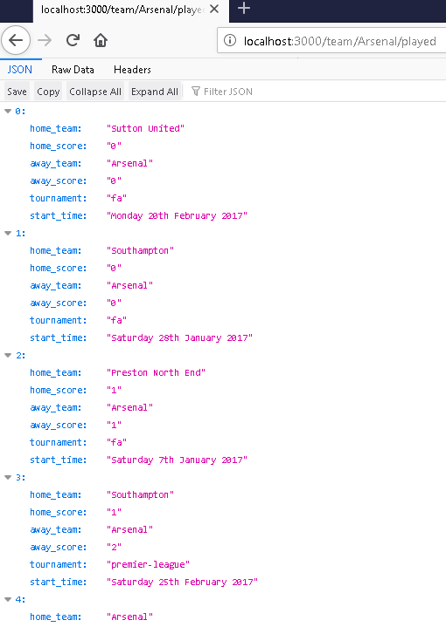 localhost:3000/team/Arsenal/played
localhost:3000/team/Arsenal/played
JSON Raw Data Headers
Save Copy Collapse All Expand All Filter JSON
0:
home_team: "Sutton United"
home_score: "0"
away_team: "Arsenal"
away_score: "0"
tournament: "fa"
start_time: "Monday 20th February 2017"
1:
home_team: "Southampton"
home_score: "0"
away_team: "Arsenal"
away_score: "0"
tournament: "fa"
start_time: "Saturday 28th January 2017"
2:
home_team: "Preston North End"
home_score: "1"
away_team: "Arsenal"
away_score: "1"
tournament: "fa"
start_time: "Saturday 7th January 2017"
3:
home_team: "Southampton"
home_score: "1"
away_team: "Arsenal"
away_score: "2"
tournament: "premier-league"
start_time: "Saturday 25th February 2017"
4:
home_team: "Arsenal"